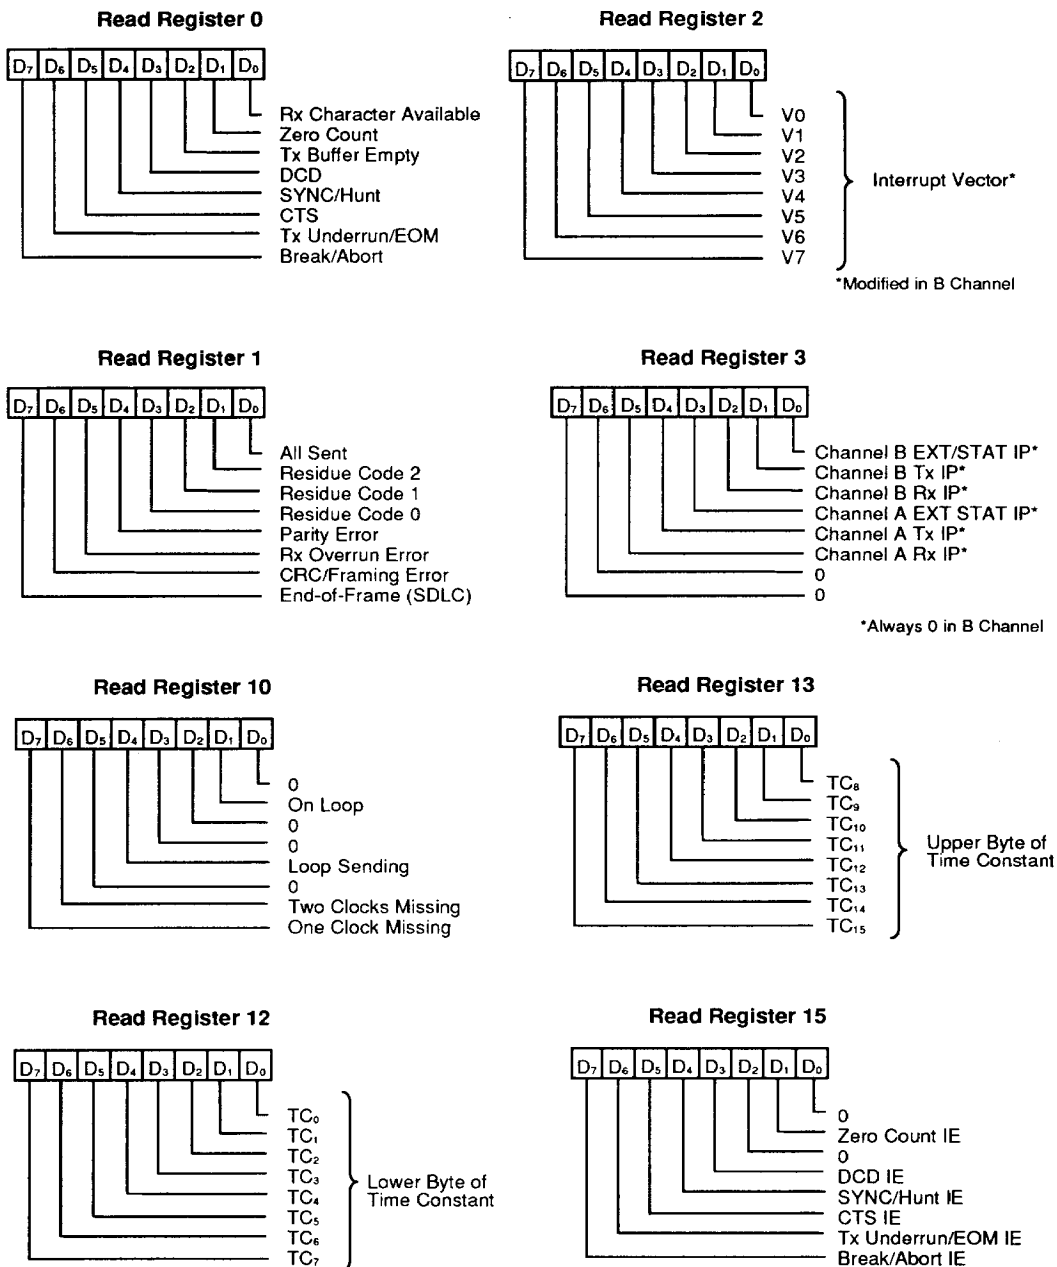 Read Register 0
D₇ D₆ D₅ D₄ D₃ D₂ D₁ D₀
Rx Character Available
Zero Count
Tx Buffer Empty
DCD
SYNC/Hunt
CTS
Tx Underrun/EOM
Break/Abort
Read Register 2
D₇ D₆ D₅ D₄ D₃ D₂ D₁ D₀
V0
V1
V2
V3
V4
V5
V6
V7
Interrupt Vector*
*Modified in B Channel
Read Register 1
D₇ D₆ D₅ D₄ D₃ D₂ D₁ D₀
All Sent
Residue Code 2
Residue Code 1
Residue Code 0
Parity Error
Rx Overrun Error
CRC/Framing Error
End-of-Frame (SDLC)
Read Register 3
D₇ D₆ D₅ D₄ D₃ D₂ D₁ D₀
Channel B EXT/STAT IP*
Channel B Tx IP*
Channel B Rx IP*
Channel A EXT STAT IP*
Channel A Tx IP*
Channel A Rx IP*
0
0
*Always 0 in B Channel
Read Register 10
D₇ D₆ D₅ D₄ D₃ D₂ D₁ D₀
0
On Loop
0
0
Loop Sending
0
Two Clocks Missing
One Clock Missing
Read Register 13
D₇ D₆ D₅ D₄ D₃ D₂ D₁ D₀
TC₈
TC₉
TC₁₀
TC₁₁
TC₁₂
TC₁₃
TC₁₄
TC₁₅
Upper Byte of
Time Constant
Read Register 12
D₇ D₆ D₅ D₄ D₃ D₂ D₁ D₀
TC₀
TC₁
TC₂
TC₃
TC₄
TC₅
TC₆
TC₇
Lower Byte of
Time Constant
Read Register 15
D₇ D₆ D₅ D₄ D₃ D₂ D₁ D₀
0
Zero Count IE
0
DCD IE
SYNC/Hunt IE
CTS IE
Tx Underrun/EOM IE
Break/Abort IE